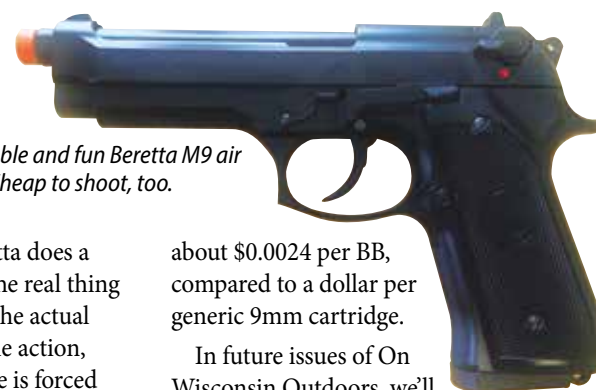 ble and fun Beretta M9 air
heap to shoot, too.
tta does a
he real thing
he actual
e action,
e is forced
about $0.0024 per BB,
compared to a dollar per
generic 9mm cartridge.
In future issues of On
Wisconsin Outdoors, we'll